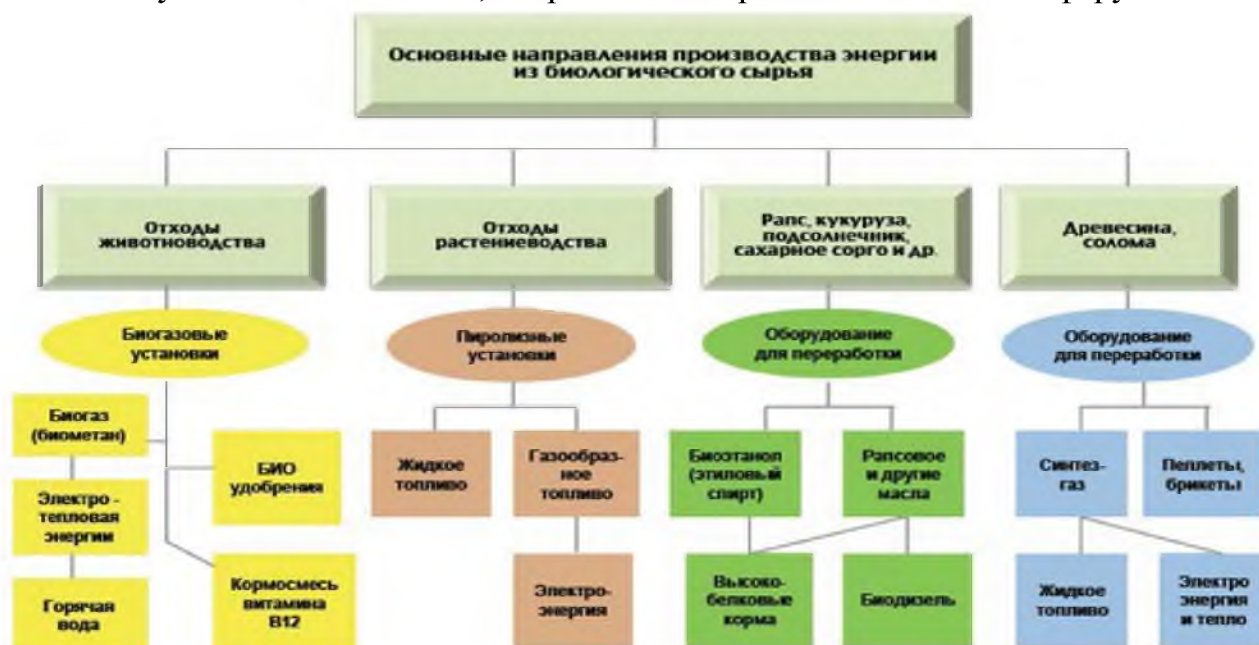 Основные направления производства энергии
из биологического сырья
Отходы
животноводства
Отходы
растениеводства
Рапс, кукуруза,
подсолнечник,
сахарное сорго и др.
Древесина,
солома
Биогазовые
установки
Пиролизные
установки
Оборудование
для переработки
Оборудование
для переработки
Биогаз
(биометан)
БИО
удобрения
Электро -
тепловая
энергии
Горячая
вода
Кормосмесь
витамина
В12
Жидкое
топливо
Газообраз-
ное
топливо
Электро-
энергия
Биоэтанол
(этиловый
спирт)
Рапсовое
и другие
масла
Высоко-
белковые
корма
Биодизель
Синтез-
газ
Пеллеты,
брикеты
Жидкое
топливо
Электро
энергия
и тепло